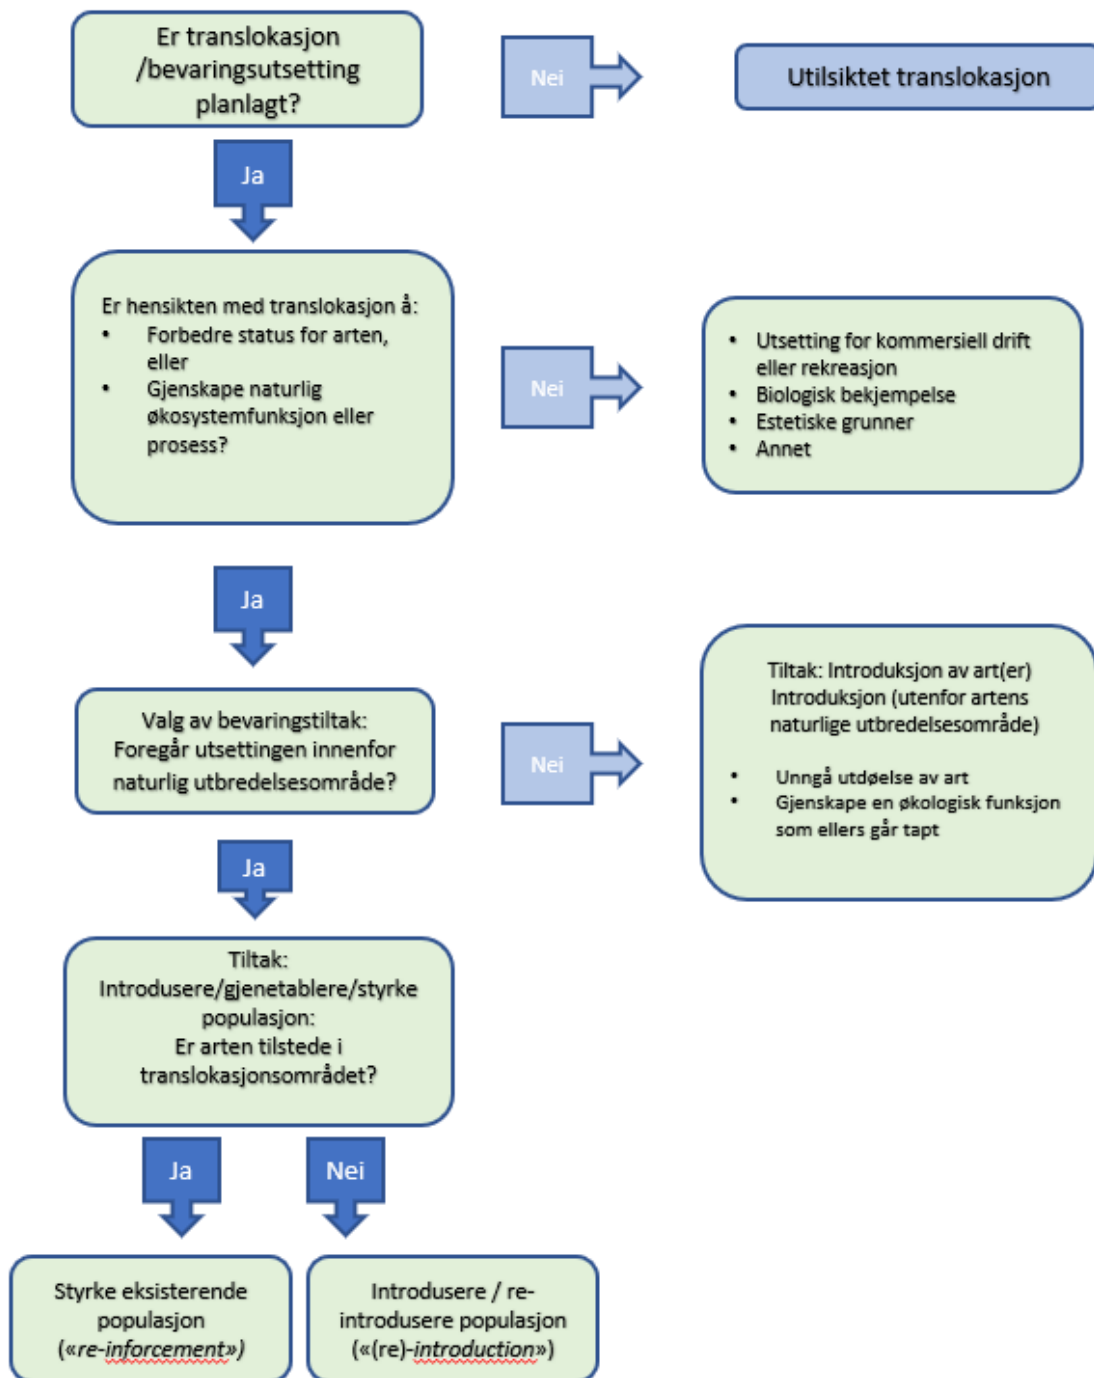 Er translokasjon
/bevaringsutsetting
planlagt?
Nei
Utilsiktet translokasjon
Ja
Er hensikten med translokasjon å:
• Forbedre status for arten,
eller
• Gjenskape naturlig
økosystemfunksjon eller
prosess?
Nei
• Utsetting for kommersiell drift
eller rekreasjon
• Biologisk bekjempelse
• Estetiske grunner
• Annet
Ja
Valg av bevaringstiltak:
Foregår utsettingen innenfor
naturlig utbredelsesområde?
Nei
Tiltak: Introduksjon av art(er)
Introduksjon (utenfor artens
naturlige utbredelsesområde)
• Unngå utdøelse av art
• Gjenskape en økologisk funksjon
som ellers går tapt
Ja
Tiltak:
Introdusere/gjenetablere/styrke
populasjon:
Er arten tilstede i
translokasjonsområdet?
Ja
Nei
Styrke eksisterende
populasjon
(«re-inforcement»)
Introdusere / re-
introdusere populasjon
(«(re)-introduction»)